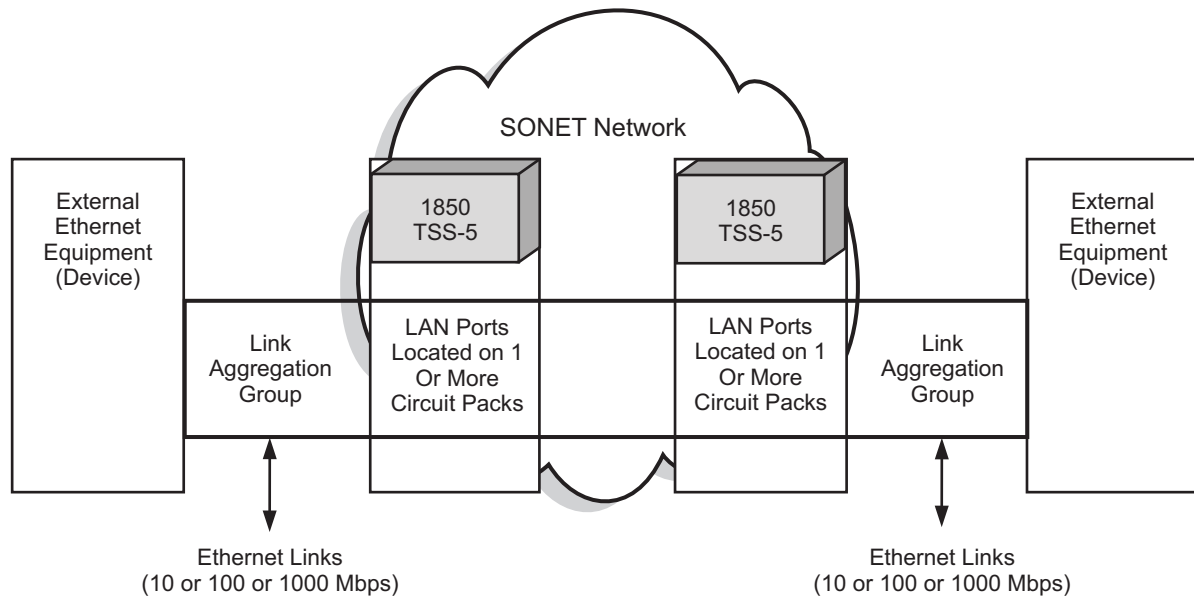 SONET Network
External
Ethernet
Equipment
(Device)
1850
TSS-5
1850
TSS-5
External
Ethernet
Equipment
(Device)
Link
Aggregation
Group
LAN Ports
Located on 1
Or More
Circuit Packs
LAN Ports
Located on 1
Or More
Circuit Packs
Link
Aggregation
Group
Ethernet Links
(10 or 100 or 1000 Mbps)
Ethernet Links
(10 or 100 or 1000 Mbps)